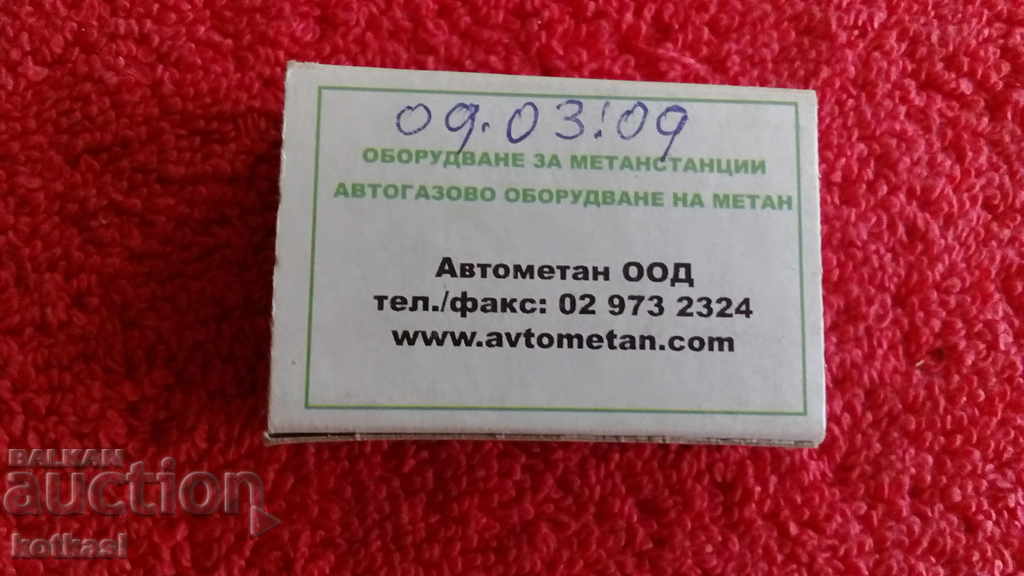 09.03.09
ОБОРУДВАНЕ ЗА МЕТАНСТАНЦИИ
АВТОГАЗОВО ОБОРУДВАНЕ НА МЕТАН
Автометан ООД
тел./факс: 02 973 2324
www.avtometan.com
BALKAN
auction
kotkasl